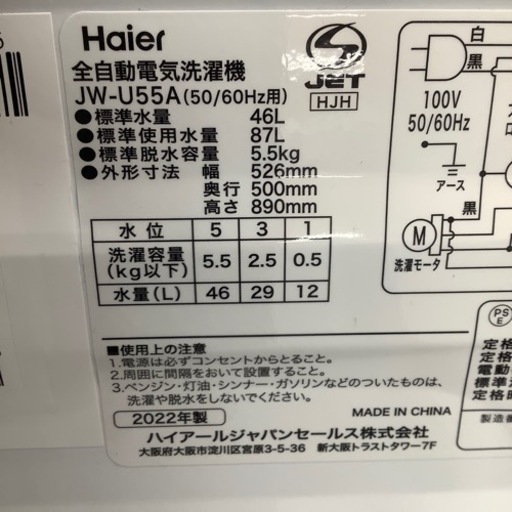 Haier
全自動電気洗濯機
JW-U55A(50/60Hz用)
●標準水量 46L
●標準使用水量 87L
●標準脱水容量 5.5kg
●外形寸法 幅 526mm
奥行 500mm
高さ 890mm
S
JET
HJH
水位 5 3 1
洗濯容量(kg以下) 5.5 2.5 0.5
水量(L) 46 29 12
白
黒
100V
50/60Hz
アース
黒
M
洗濯モータ
■使用上の注意
1.電源は必ずコンセントからとること。
2.周囲に間隔をおいて設置すること。
3.ベンジン・灯油・シンナー・ガソリンなどのついたものは、
洗濯や脱水をしないでください。
2022年製
MADE IN CHINA
ハイアールジャパンセールス株式会社
大阪府大阪市淀川区宮原3-5-36 新大阪トラストタワー7F
PS
E
定格
定格
電動
標準
定格時
製造番